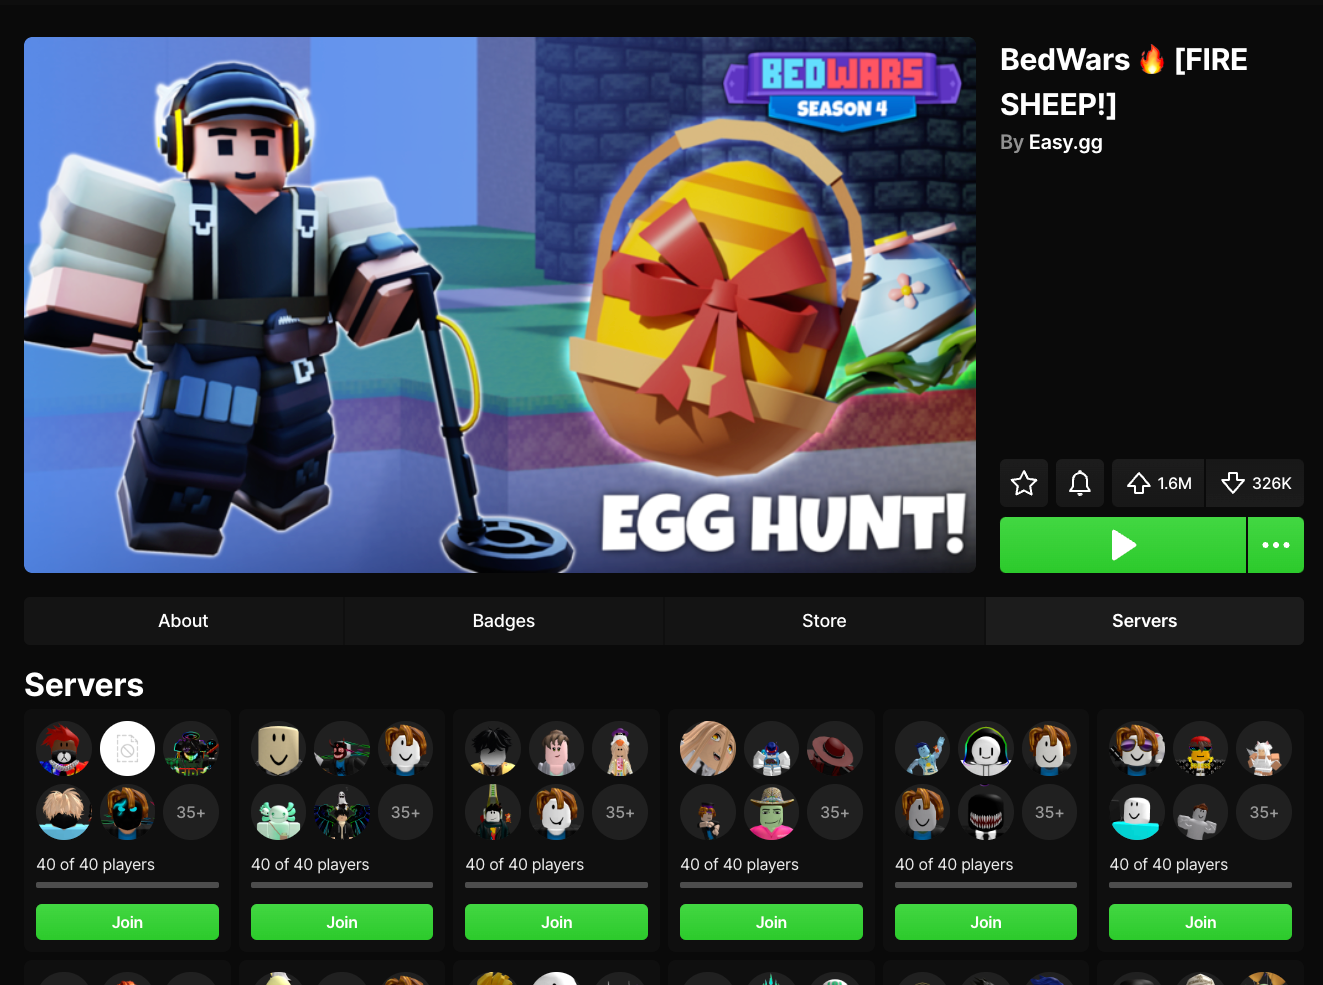 BEDWARS
SEASON 4
EGG HUNT!
BedWars 🔥 [FIRE
SHEEP!]
By Easy.gg
1.6M
326K
About
Badges
Store
Servers
Servers
35+
40 of 40 players
Join
35+
40 of 40 players
Join
35+
40 of 40 players
Join
35+
40 of 40 players
Join
35+
40 of 40 players
Join
35+
40 of 40 players
Join